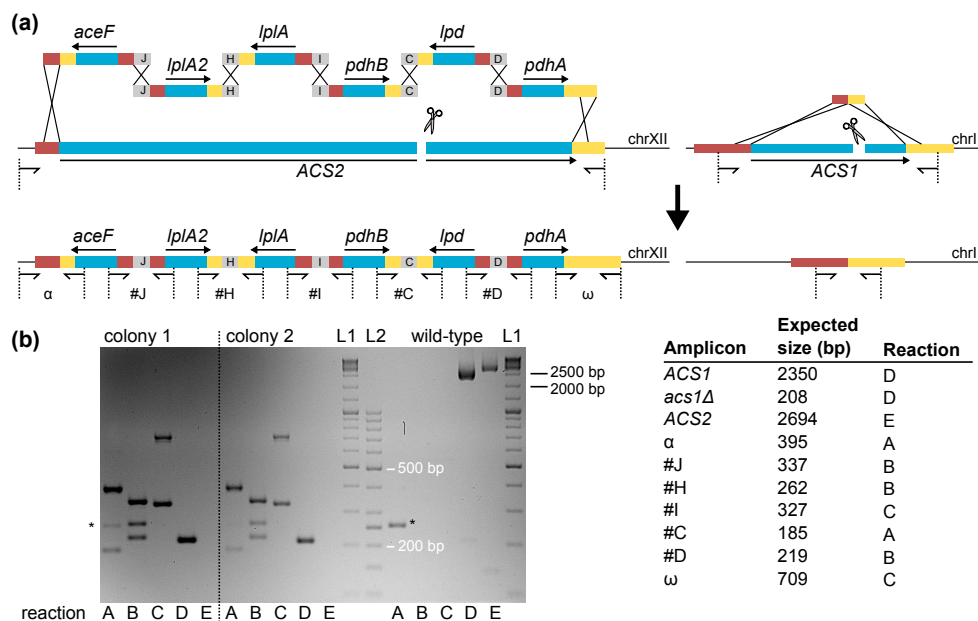 (a)
aceF lplA lpd
J H I C D
lplA2 pdhB pdhA
J H I C D
chrXII chrI
ACS2 ACS1
aceF lplA2 lplA pdhB lpd pdhA
J H I C D chrXII chrI
α #J #H #I #C #D ω
(b)
colony 1 colony 2 L1 L2 wild-type L1
2500 bp
2000 bp
500 bp
* *
200 bp
reaction A B C D E A B C D E A B C D E
Amplicon Expected size (bp) Reaction
ACS1 2350 D
acs1Δ 208 D
ACS2 2694 E
α 395 A
#J 337 B
#H 262 B
#I 327 C
#C 185 A
#D 219 B
ω 709 C